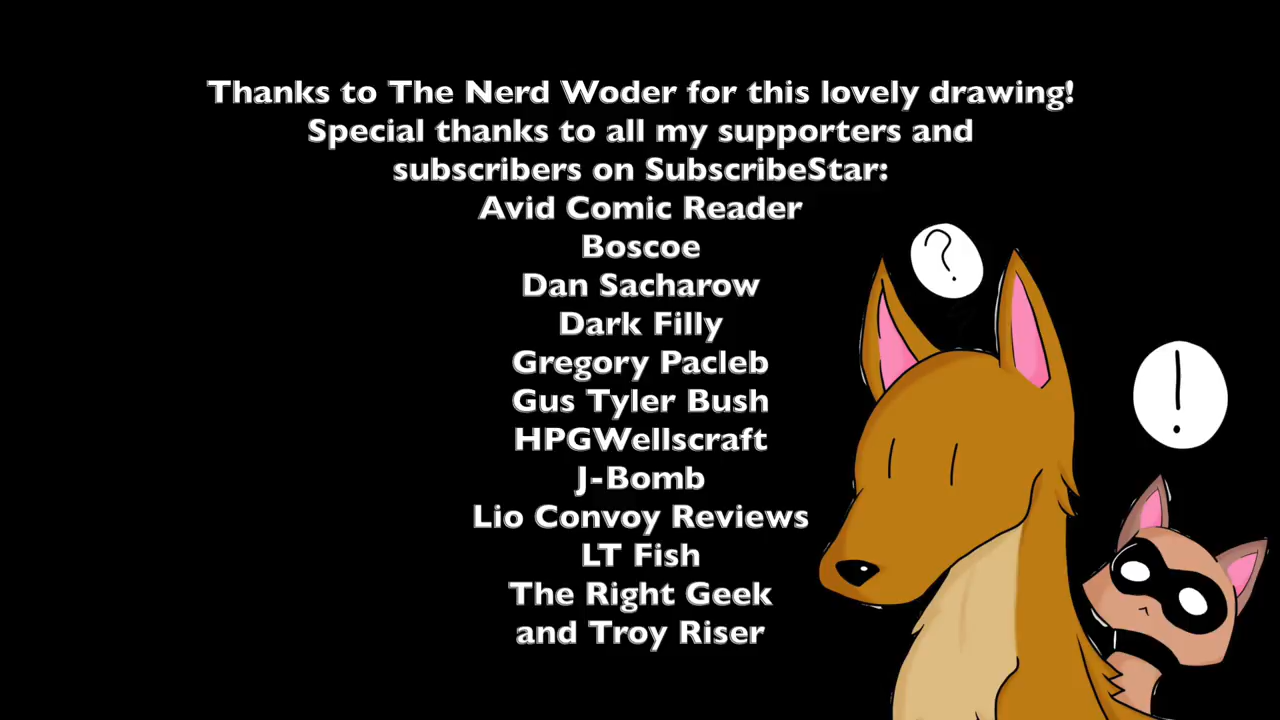 Thanks to The Nerd Woder for this lovely drawing!
Special thanks to all my supporters and
subscribers on SubscribeStar:
Avid Comic Reader
Boscoe
Dan Sacharow
Dark Filly
Gregory Pacleb
Gus Tyler Bush
HPGWellscraft
J-Bomb
Lio Convoy Reviews
LT Fish
The Right Geek
and Troy Riser
?
!